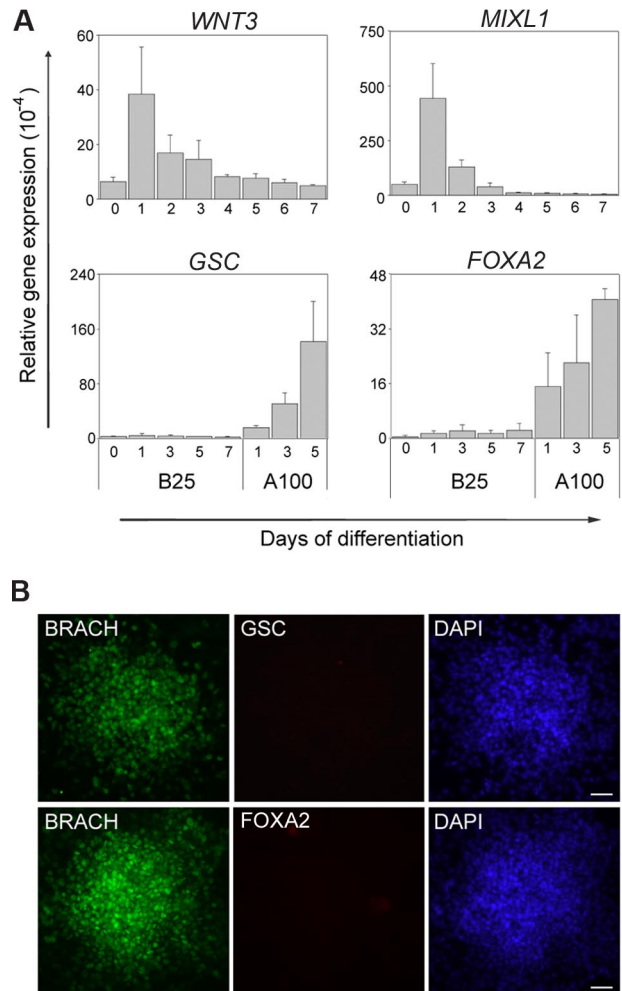 A
WNT3
MIXL1
Relative gene expression (10-4)
60
40
20
0
0 1 2 3 4 5 6 7
750
500
250
0
0 1 2 3 4 5 6 7
GSC
FOXA2
240
160
80
0
0 1 3 5 7 1 3 5
B25 A100
48
32
16
0
0 1 3 5 7 1 3 5
B25 A100
Days of differentiation
B
BRACH GSC DAPI
BRACH FOXA2 DAPI